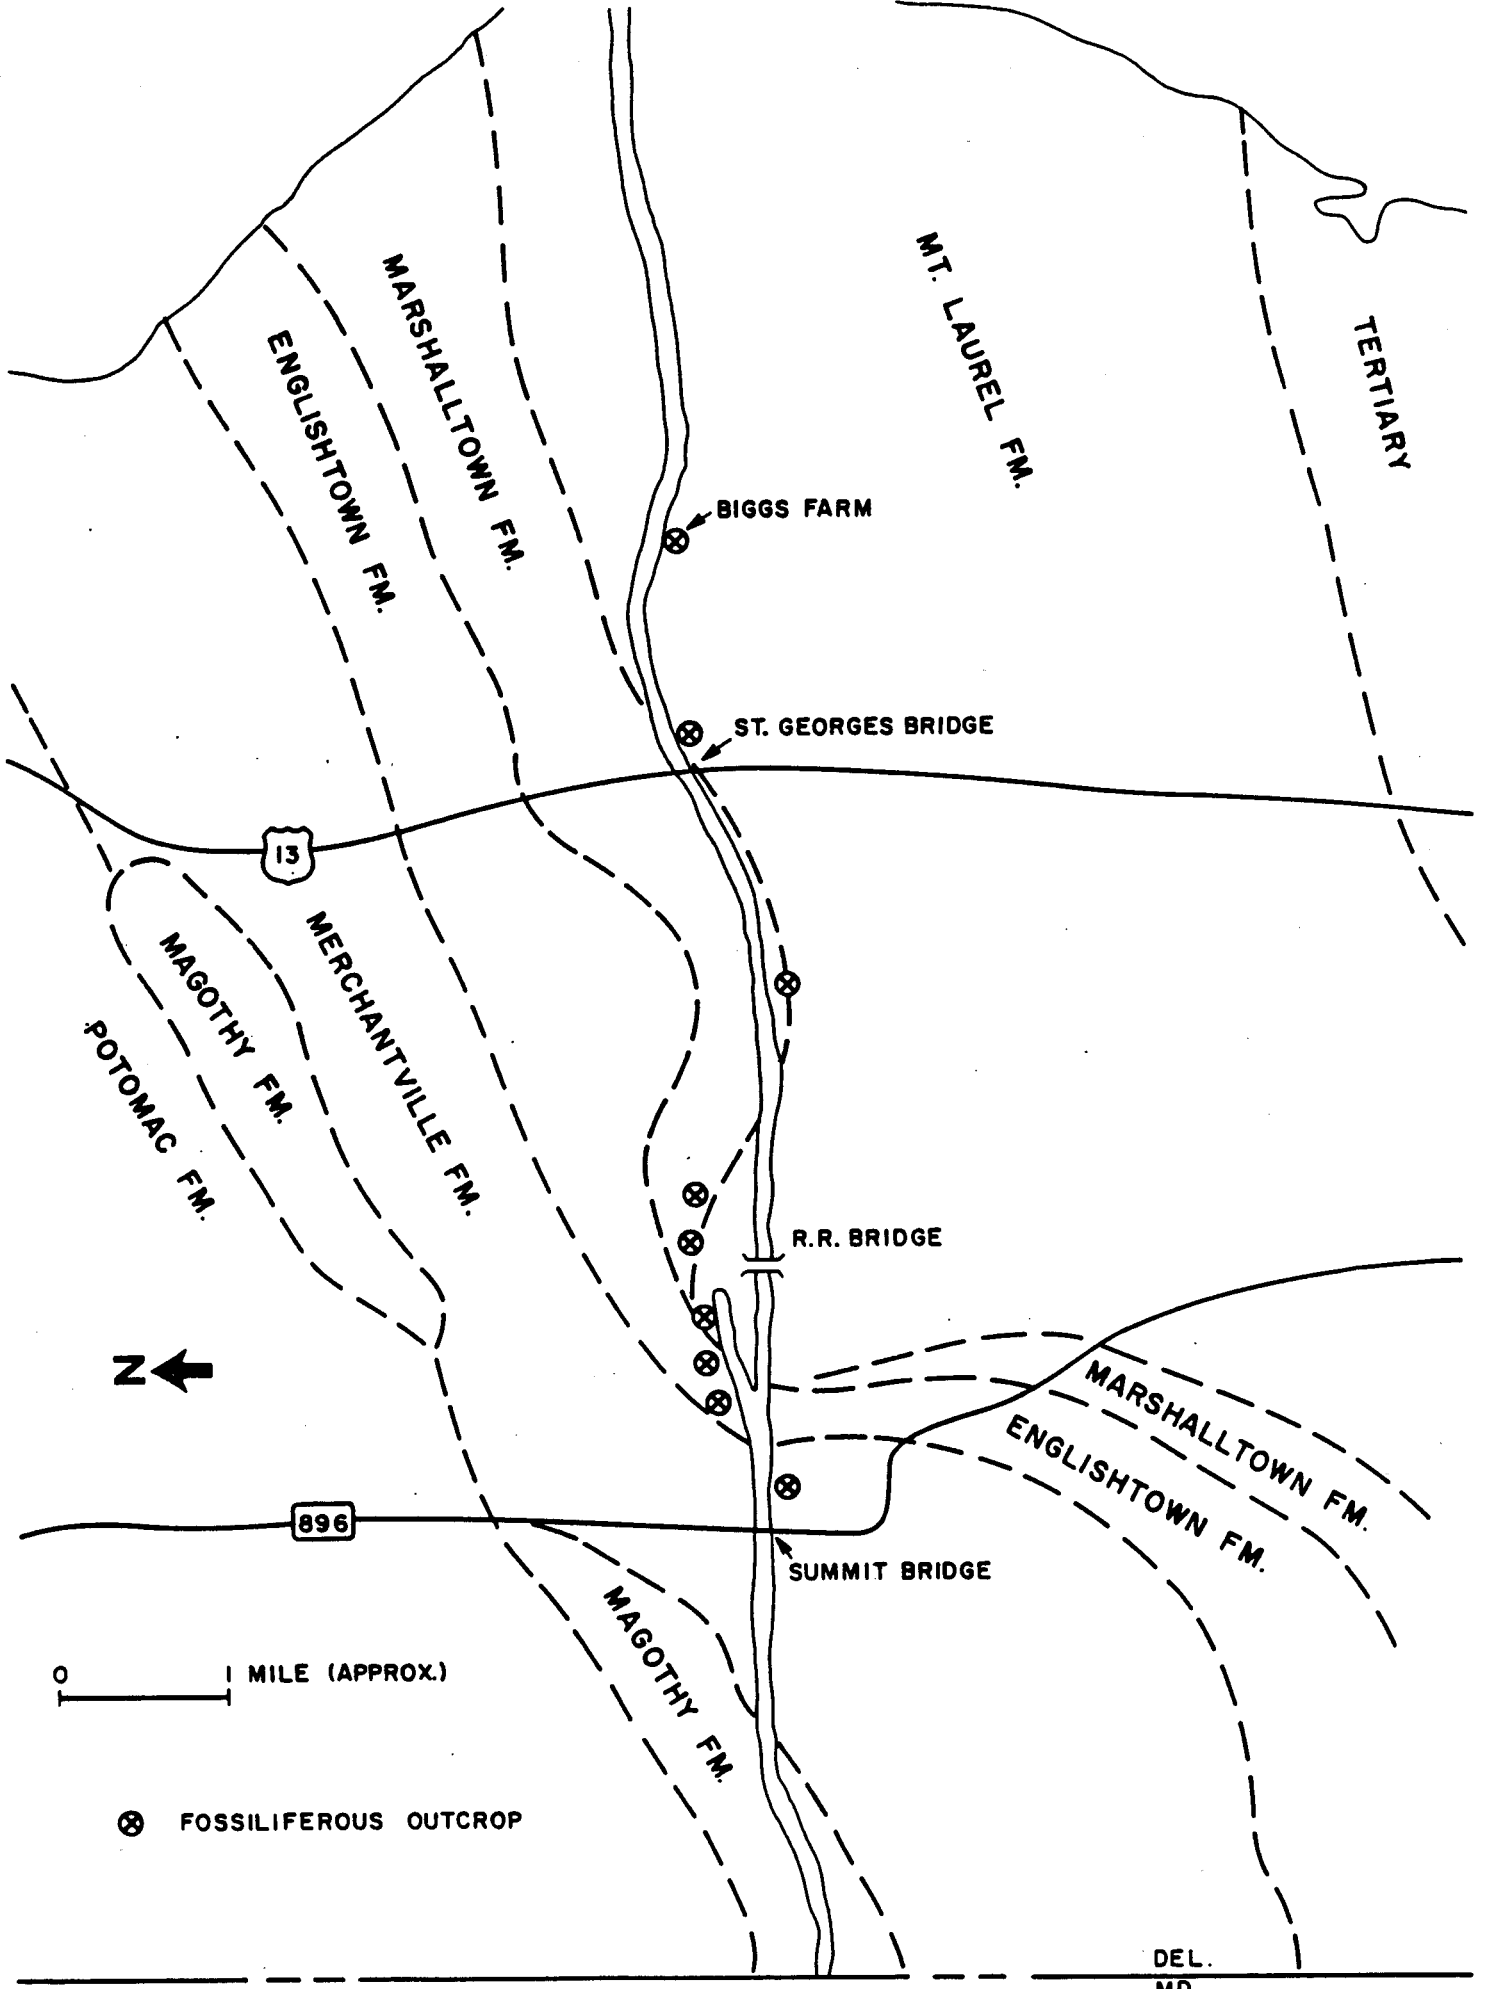 MT. LAUREL FM.
MARSHALLTOWN FM.
TERTIARY
ENGLISHTOWN FM.
BIGGS FARM
ST. GEORGES BRIDGE
13
MAGOTHY FM.
MERCHANTVILLE FM.
POTOMAC FM.
R.R. BRIDGE
N
MARSHALLTOWN FM.
ENGLISHTOWN FM.
896
SUMMIT BRIDGE
MAGOTHY FM.
0 1 MILE (APPROX.)
FOSSILIFEROUS OUTCROP
DEL.
MD.